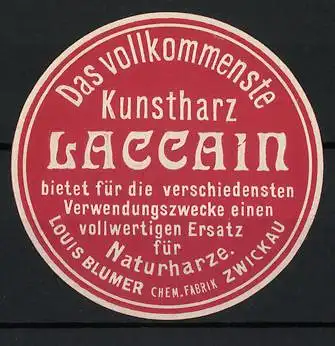 Das vollkommenste
Kunstharz
LACCAIN
bietet für die verschiedensten
Verwendungszwecke einen
vollwertigen Ersatz
für
Naturharze.
LOUIS BLUMER CHEM. FABRIK ZWICKAU